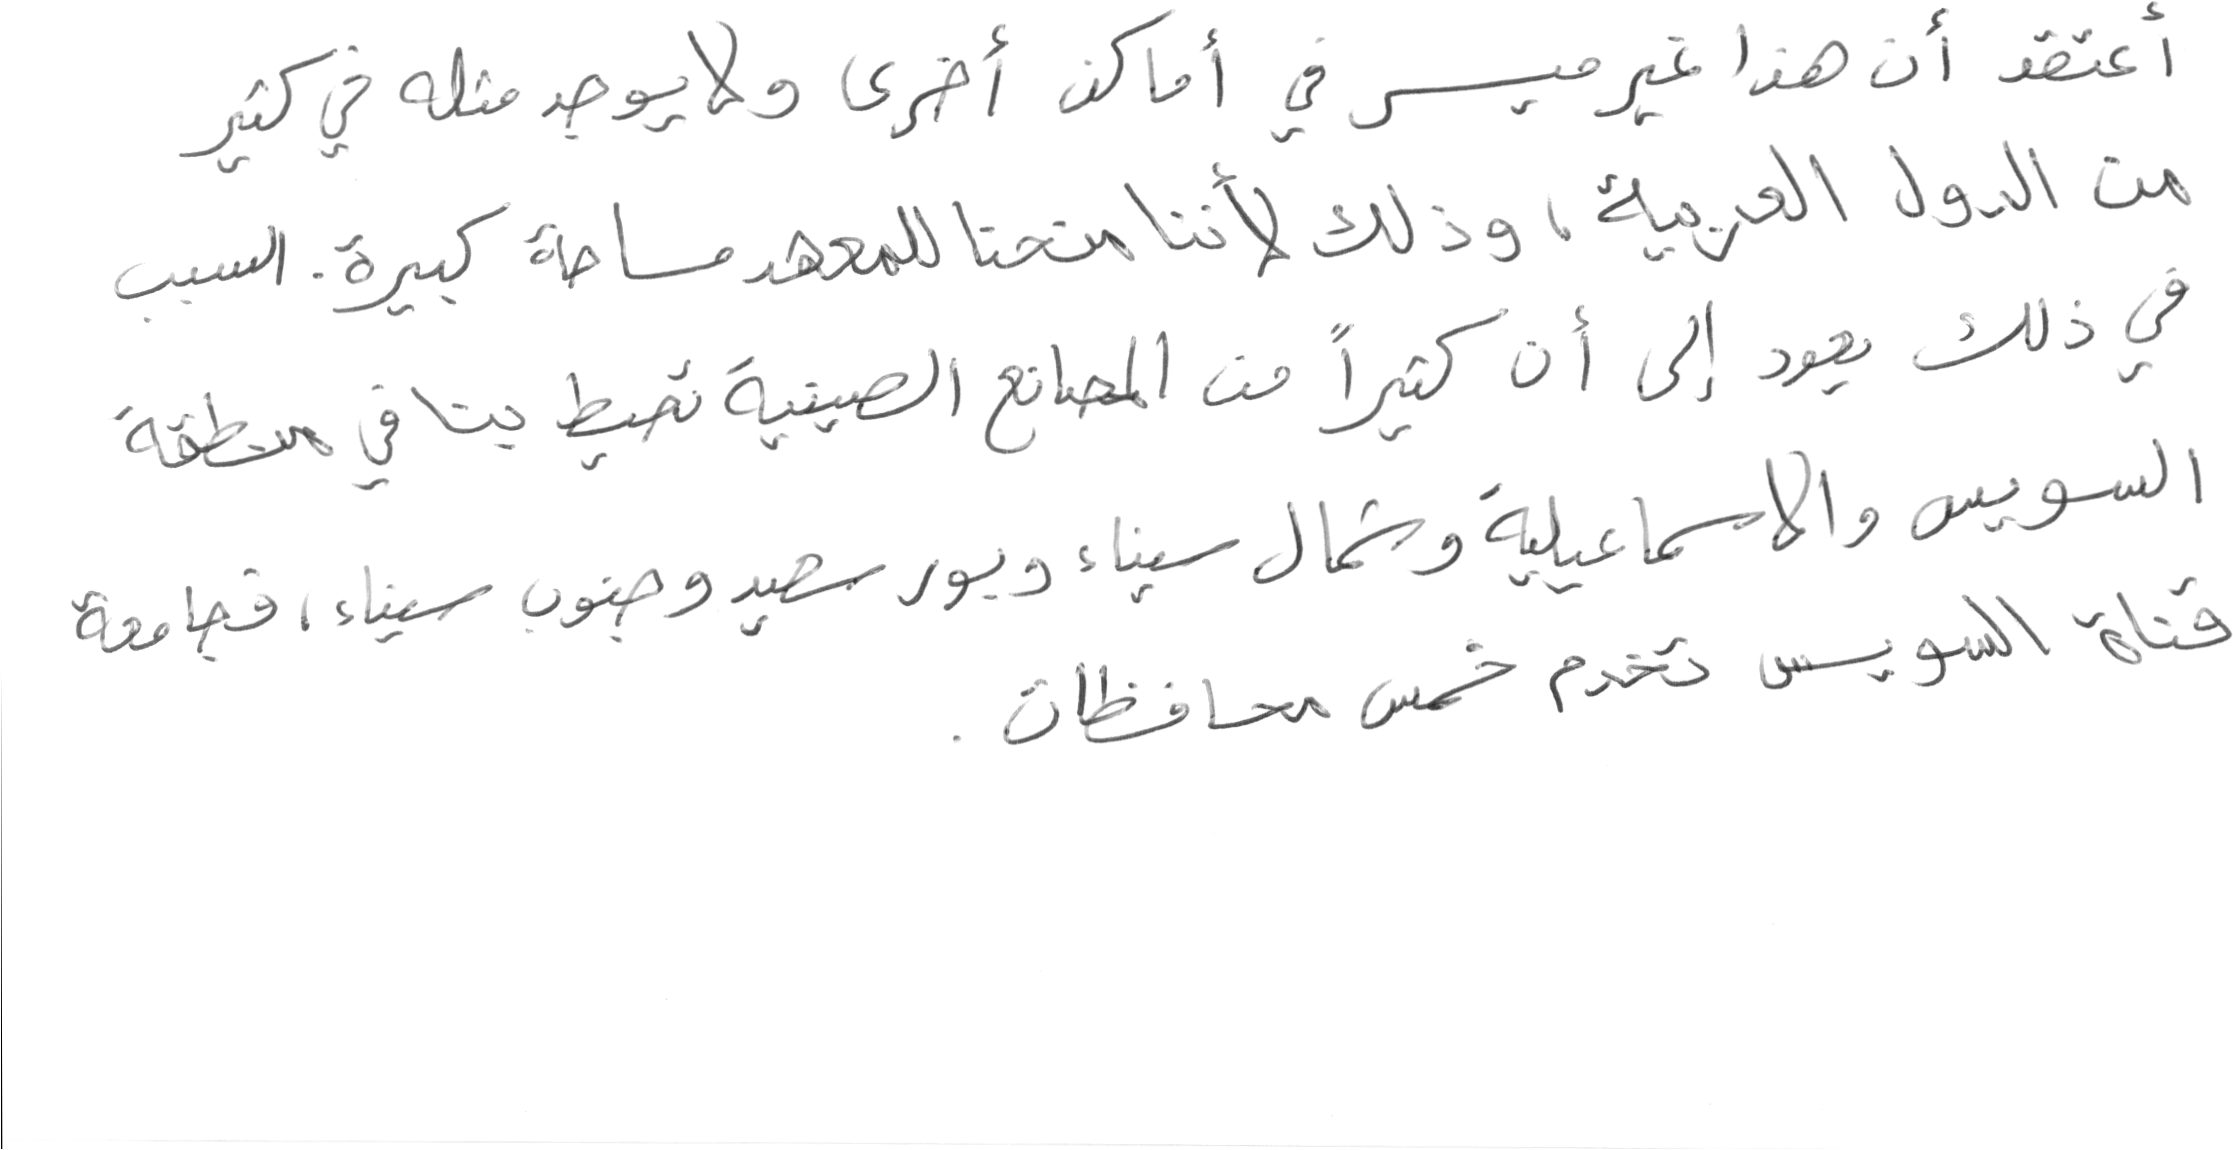 أعتقد أن هذا غير ميسر في أماكن أخرى ولا يوجد مثله في كثير
من الدول العربية، وذلك لأننا منحنا للمعهد مساحة كبيرة. السبب
في ذلك يعود إلى أن كثيراً من المصانع الصينية تحيط بنا في منطقة
السويس والاسماعيلية وشمال سيناء وبور سعيد وجنوب سيناء، فجامعة
قناة السويس تخدم خمس محافظات.